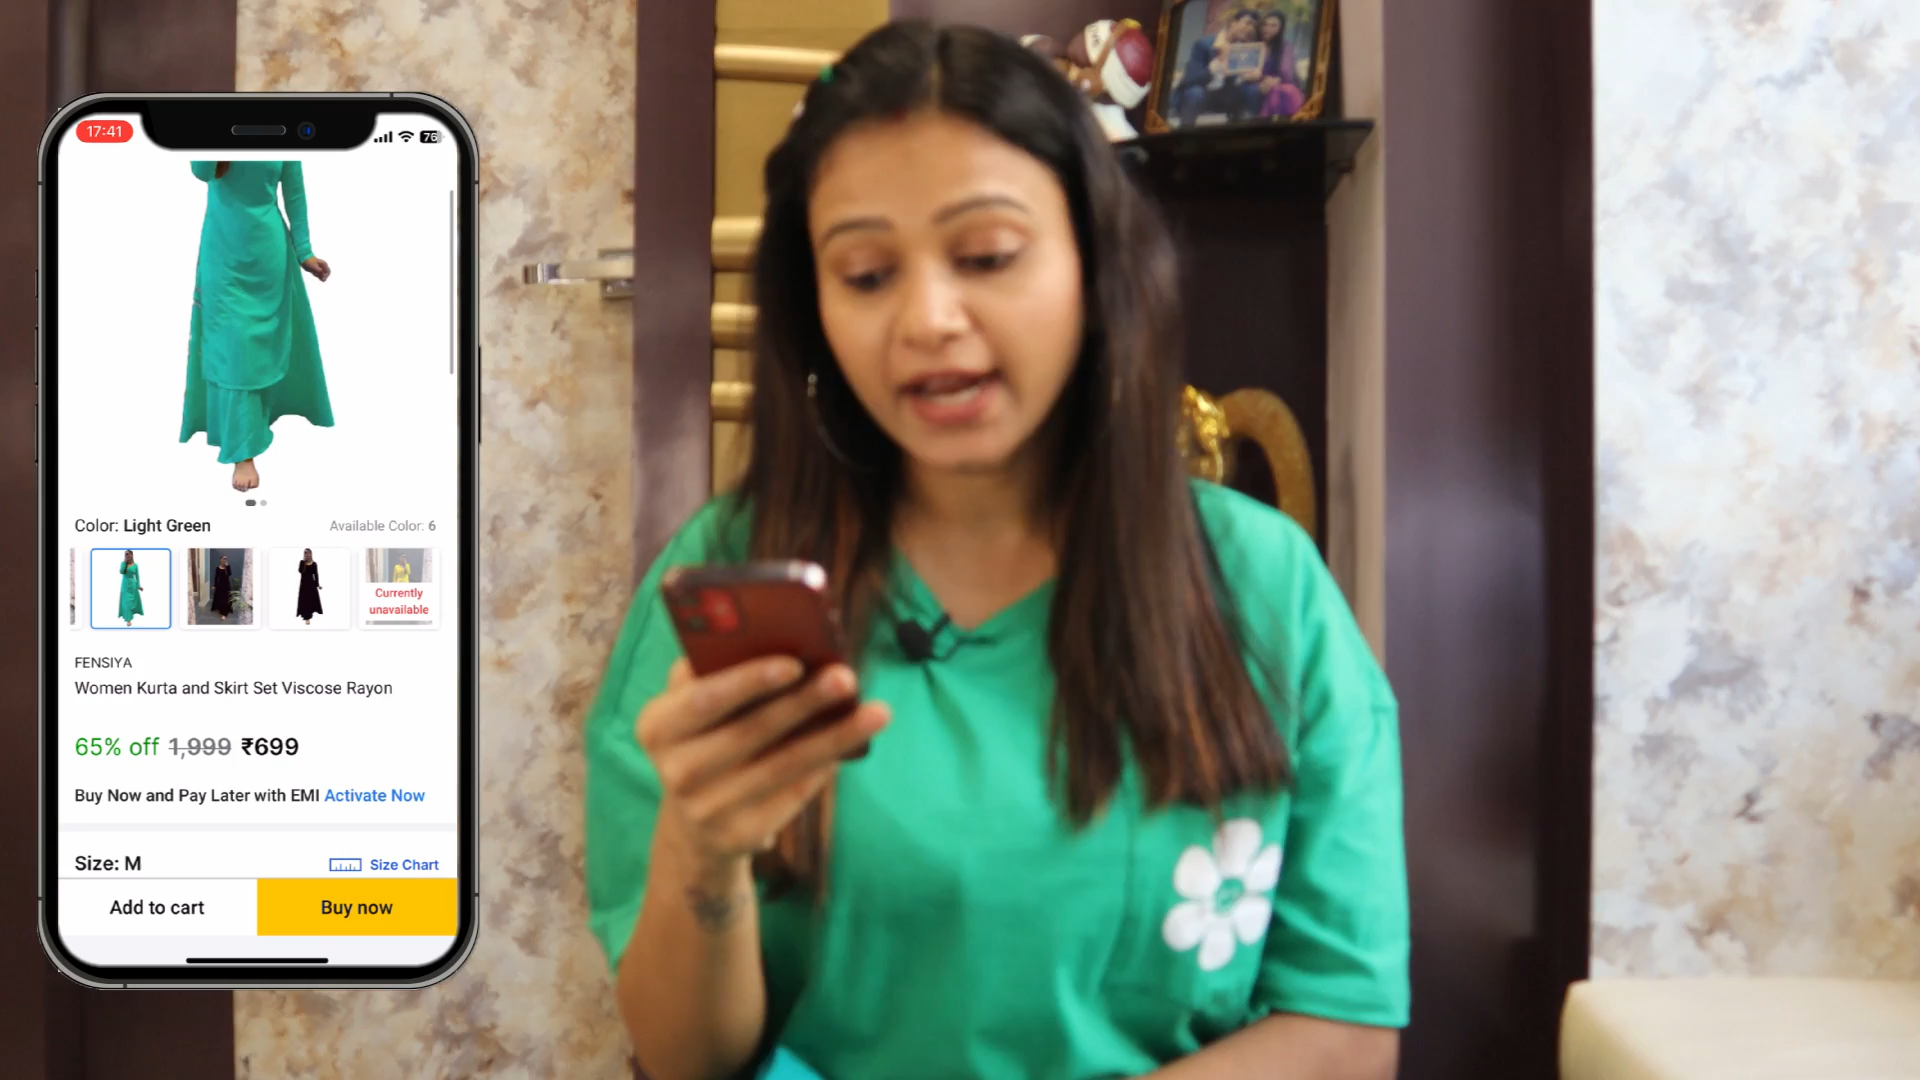 17:41
76
Color: Light Green
Available Color: 6
Currently
unavailable
FENSIYA
Women Kurta and Skirt Set Viscose Rayon
65% off 1,999 ₹699
Buy Now and Pay Later with EMI Activate Now
Size: M
Size Chart
Add to cart
Buy now